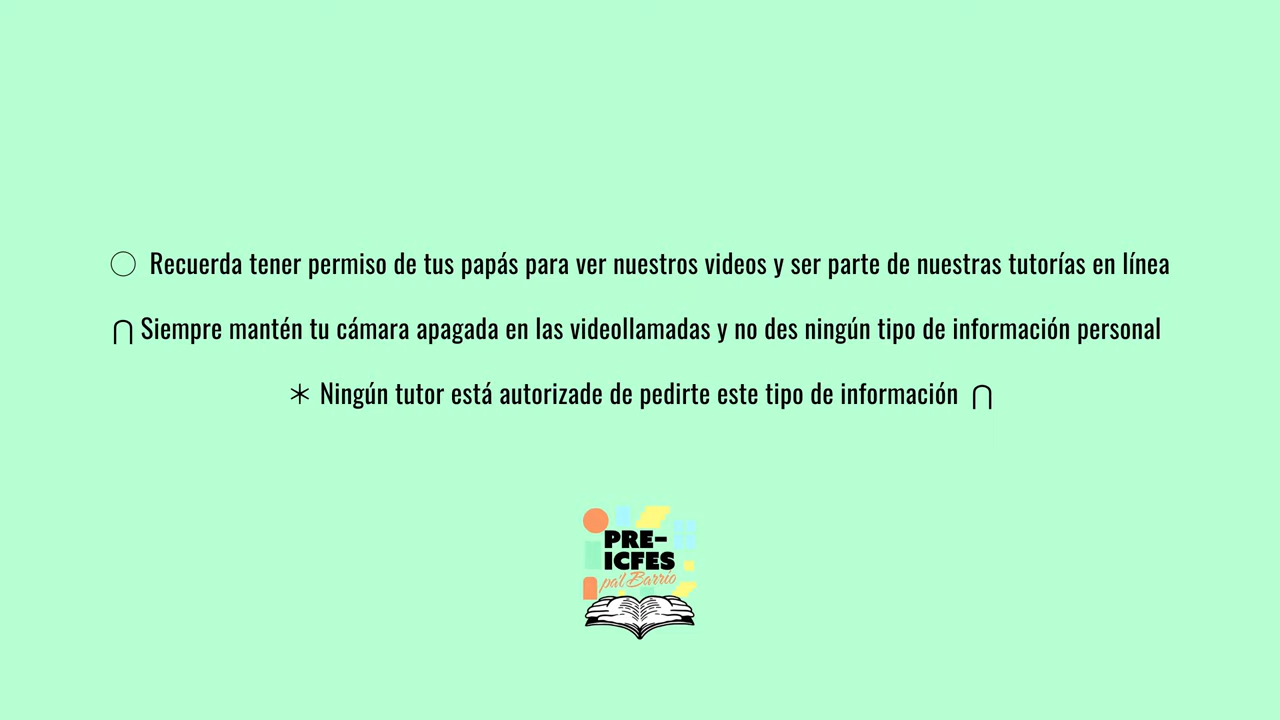 ○ Recuerda tener permiso de tus papás para ver nuestros videos y ser parte de nuestras tutorías en línea
∩ Siempre mantén tu cámara apagada en las videollamadas y no des ningún tipo de información personal
＊ Ningún tutor está autorizade de pedirte este tipo de información ∩
PRE-
ICFES
pa'l Barrio